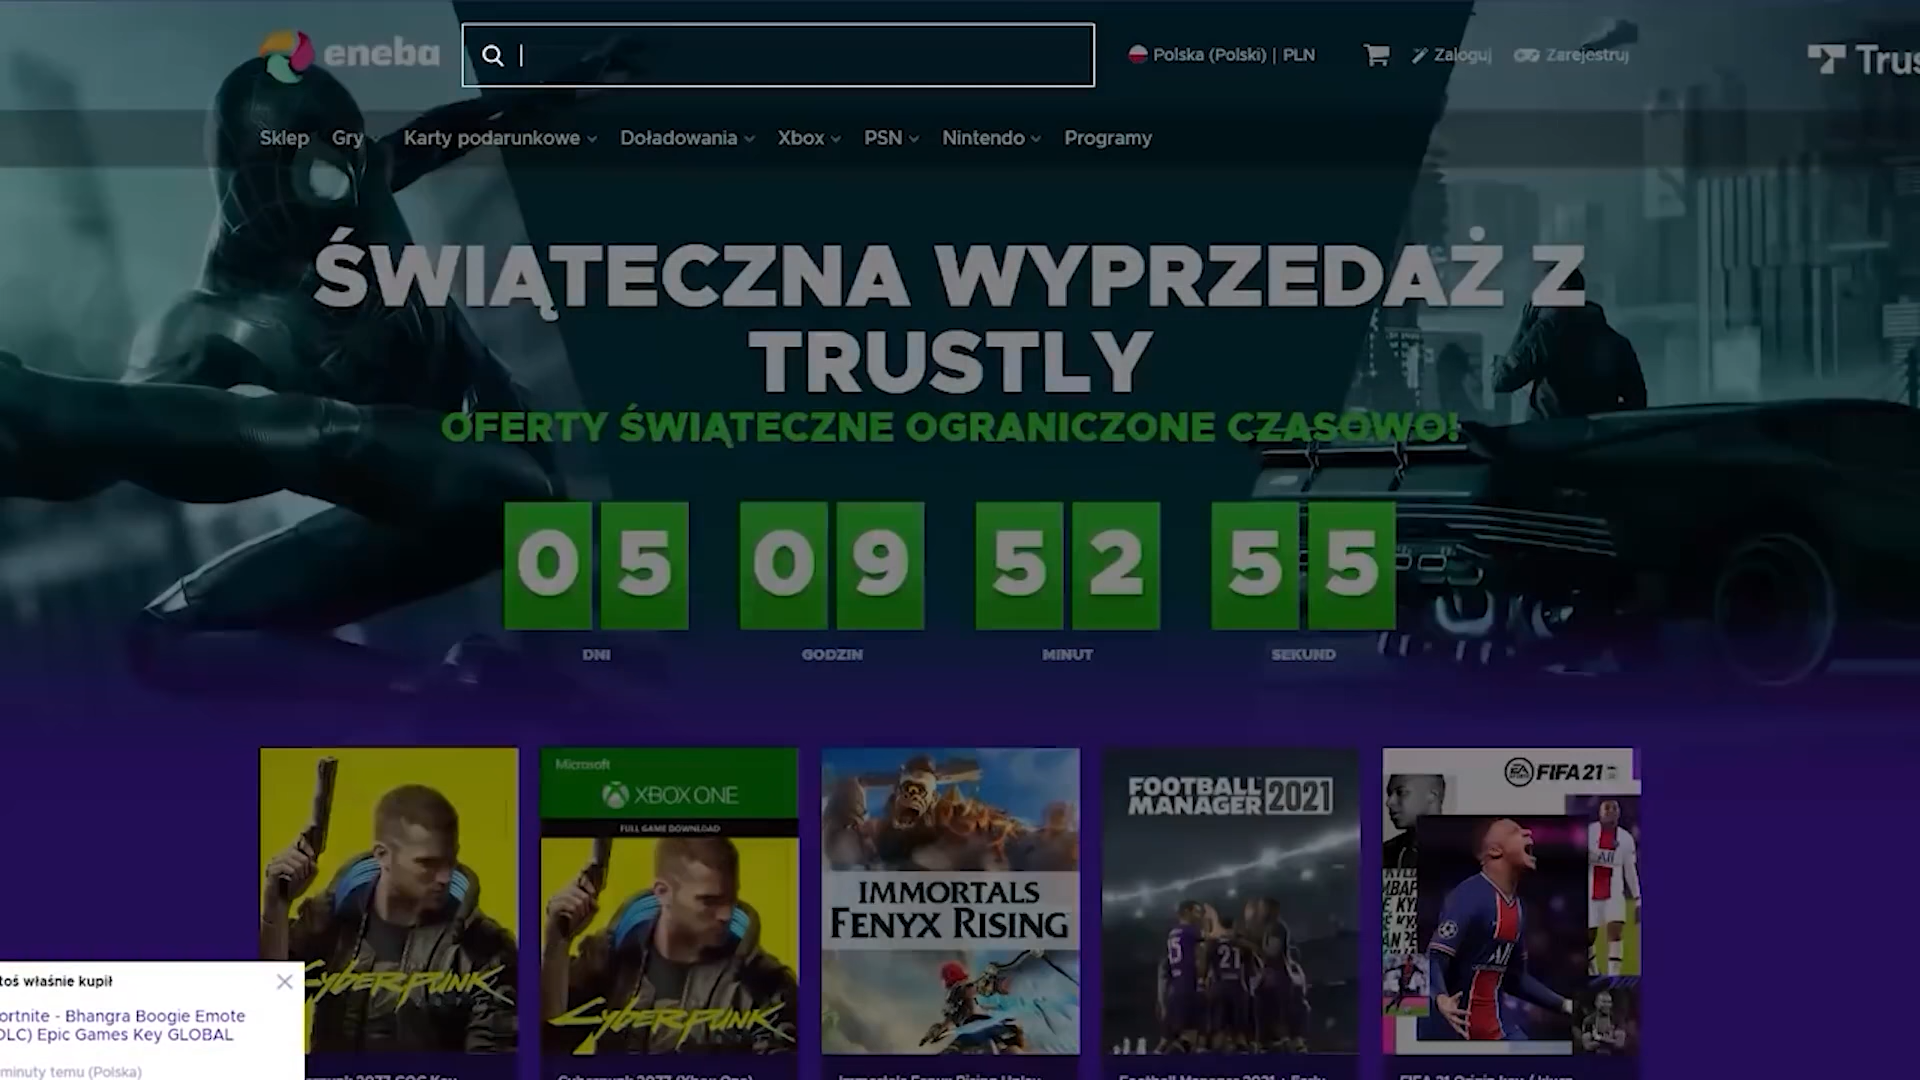 eneba
Polska (Polski) | PLN
Zaloguj
Zarejestruj
Sklep Gry Karty podarunkowe Doładowania Xbox PSN Nintendo Programy
ŚWIĄTECZNA WYPRZEDAŻ Z
TRUSTLY
OFERTY ŚWIĄTECZNE OGRANICZONE CZASOWO!
05 09 52 55
DNI GODZIN MINUT SEKUND
CYBERPUNK
Microsoft
XBOX ONE
FULL GAME DOWNLOAD
CYBERPUNK
IMMORTALS
FENYX RISING
FOOTBALL
MANAGER 2021
EA SPORTS FIFA 21
właśnie kupił
- Bhangra Boogie Emote
Epic Games Key GLOBAL
minuty temu (Polska)